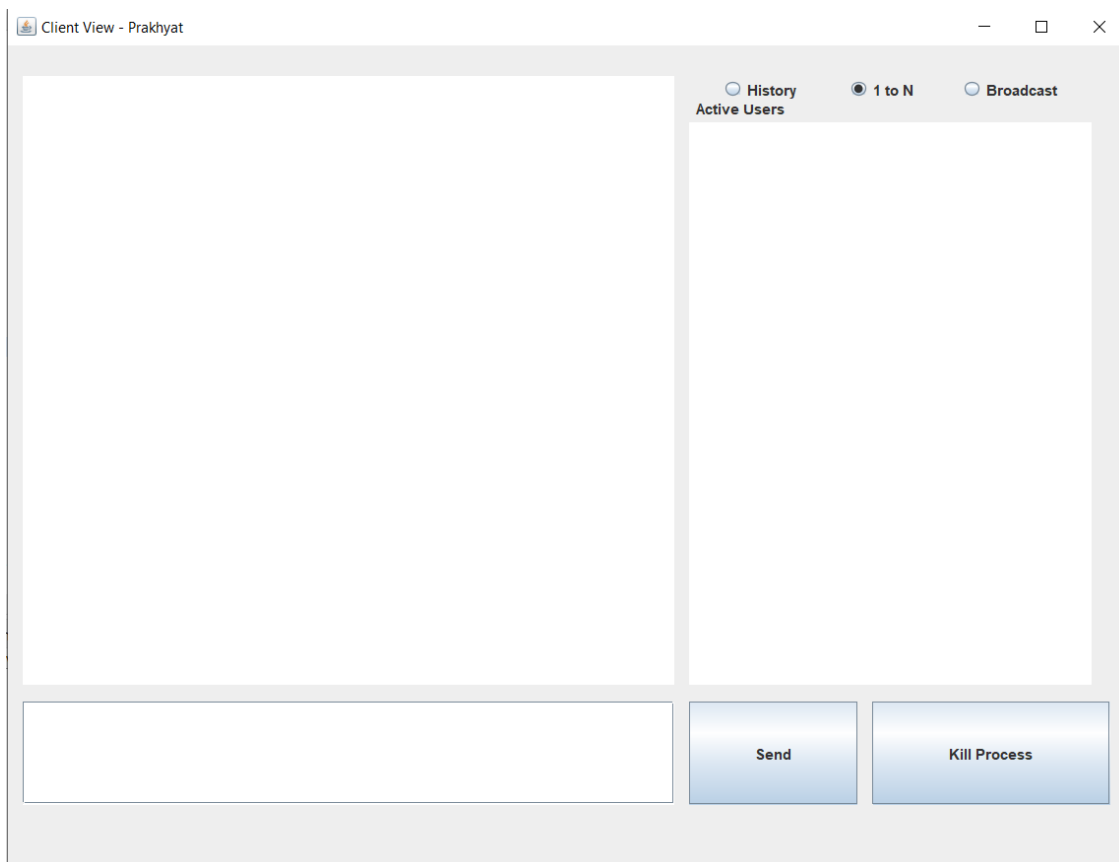 Client View - Prakhyat
History 1 to N Broadcast
Active Users
Send Kill Process